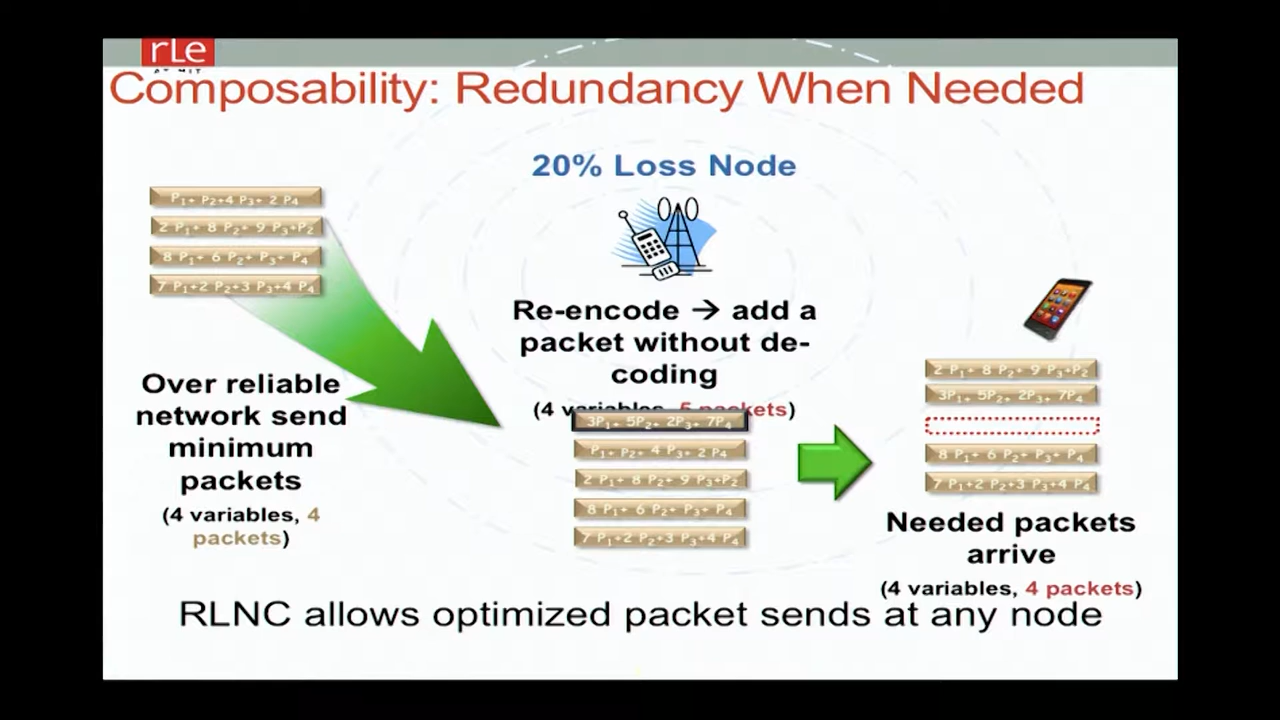 rLe
AT MIT
Composability: Redundancy When Needed
20% Loss Node
P1+ P2+4 P3+ 2 P4
2 P1+ 8 P2+ 9 P3+P2
8 P1+ 6 P2+ P3+ P4
7 P1+2 P2+3 P3+4 P4
Over reliable
network send
minimum
packets
(4 variables, 4
packets)
Re-encode → add a
packet without de-
coding
(4 variables, 5 packets)
3P1+ 5P2+ 2P3+ 7P4
P1+ P2+ 4 P3+ 2 P4
2 P1+ 8 P2+ 9 P3+P2
8 P1+ 6 P2+ P3+ P4
7 P1+2 P2+3 P3+4 P4
2 P1+ 8 P2+ 9 P3+P2
3P1+ 5P2+ 2P3+ 7P4
8 P1+ 6 P2+ P3+ P4
7 P1+2 P2+3 P3+4 P4
Needed packets
arrive
(4 variables, 4 packets)
RLNC allows optimized packet sends at any node